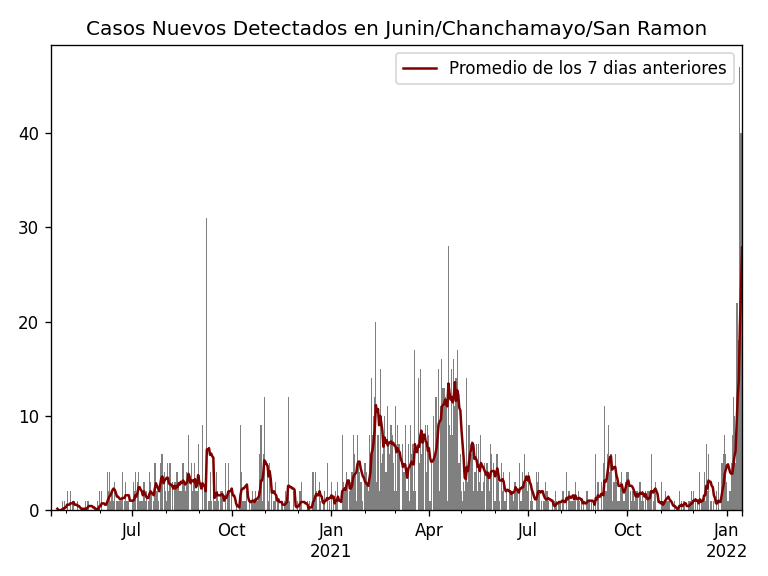 Casos Nuevos Detectados en Junin/Chanchamayo/San Ramon
Promedio de los 7 dias anteriores
40
30
20
10
0
Jul
Oct
Jan
2021
Apr
Jul
Oct
Jan
2022